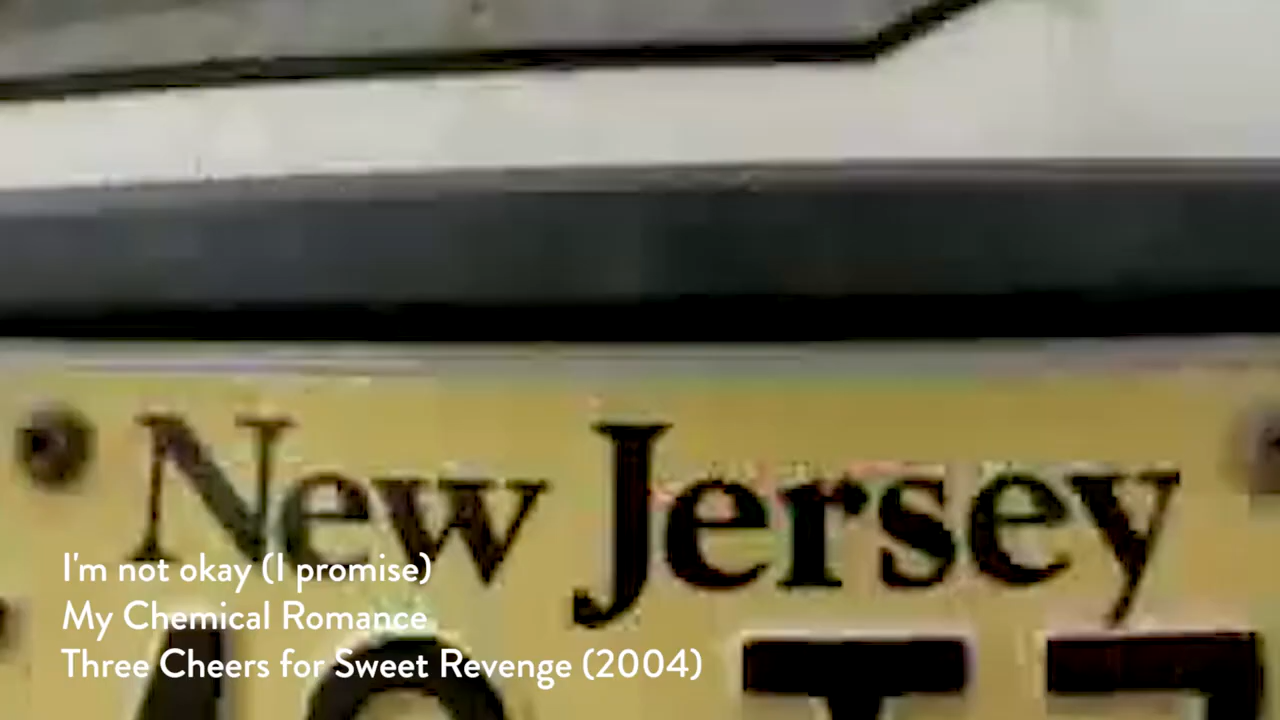 New Jersey
I'm not okay (I promise)
My Chemical Romance
Three Cheers for Sweet Revenge (2004)